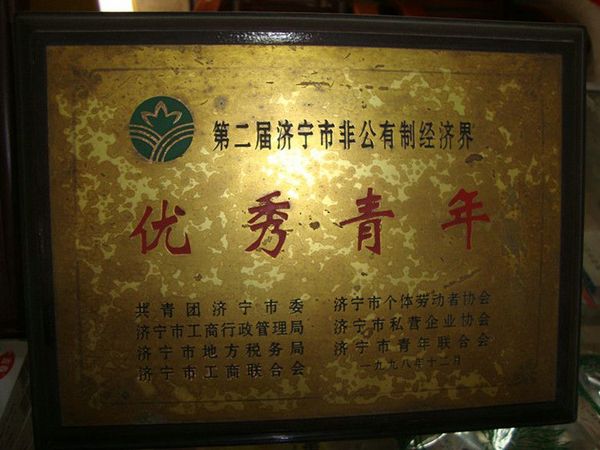 第二届济宁市非公有制经济界
优秀青年
共青团济宁市委
济宁市工商行政管理局
济宁市地方税务局
济宁市工商联合会
济宁市个体劳动者协会
济宁市私营企业协会
济宁市青年联合会
一九九八年十二月